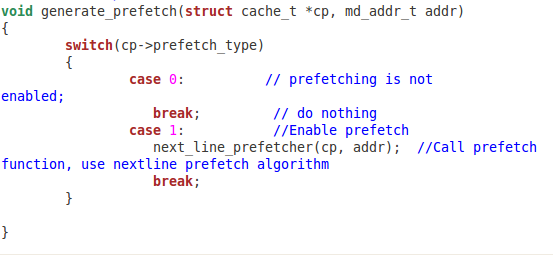 void generate_prefetch(struct cache_t *cp, md_addr_t addr)
{
        switch(cp->prefetch_type)
        {
                case 0:          // prefetching is not
enabled;
                   break;         // do nothing
                case 1:           //Enable prefetch
                   next_line_prefetcher(cp, addr);  //Call prefetch
function, use nextline prefetch algorithm
                   break;
        }

}